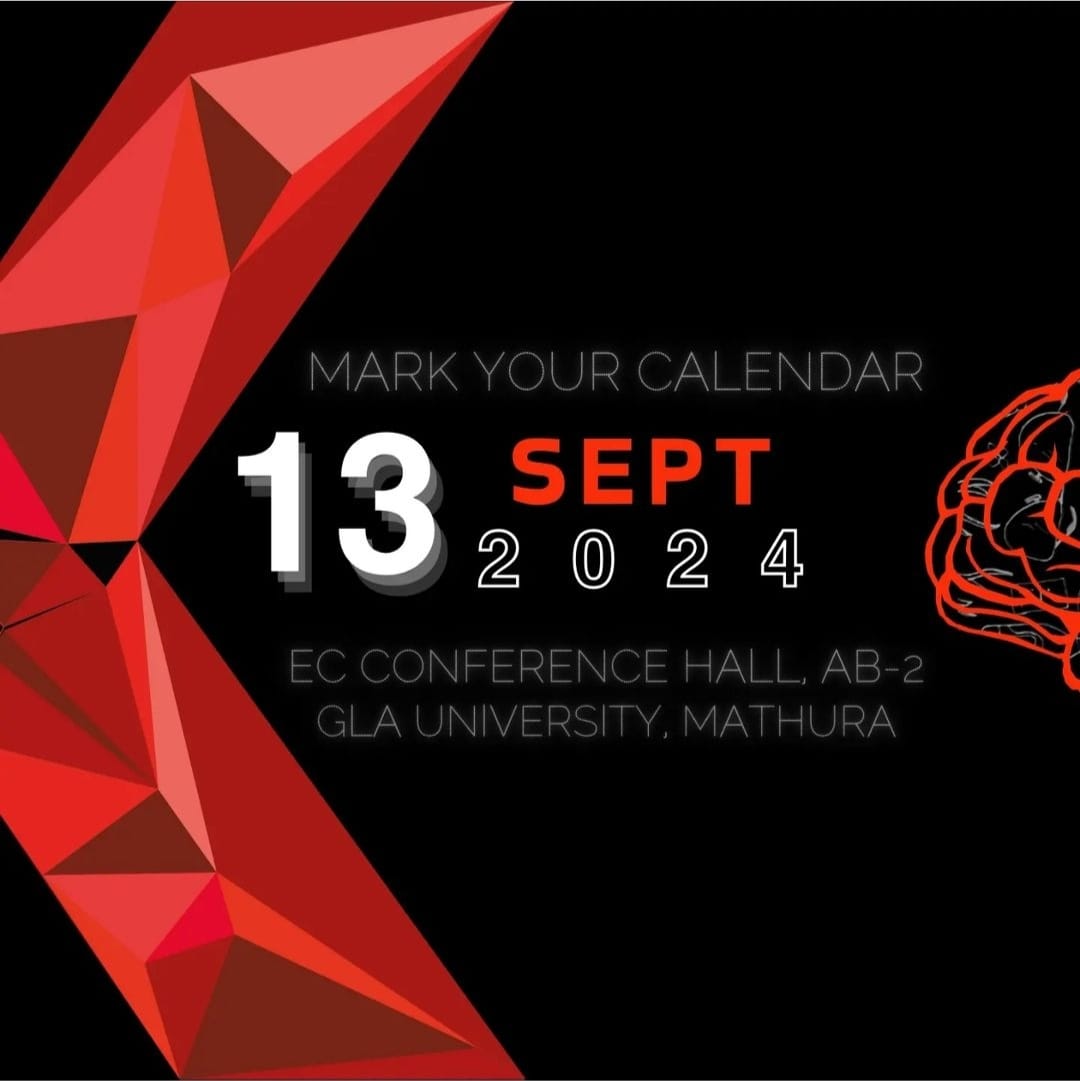 MARK YOUR CALENDAR
13 SEPT
2024
EC CONFERENCE HALL, AB-2
GLA UNIVERSITY, MATHURA